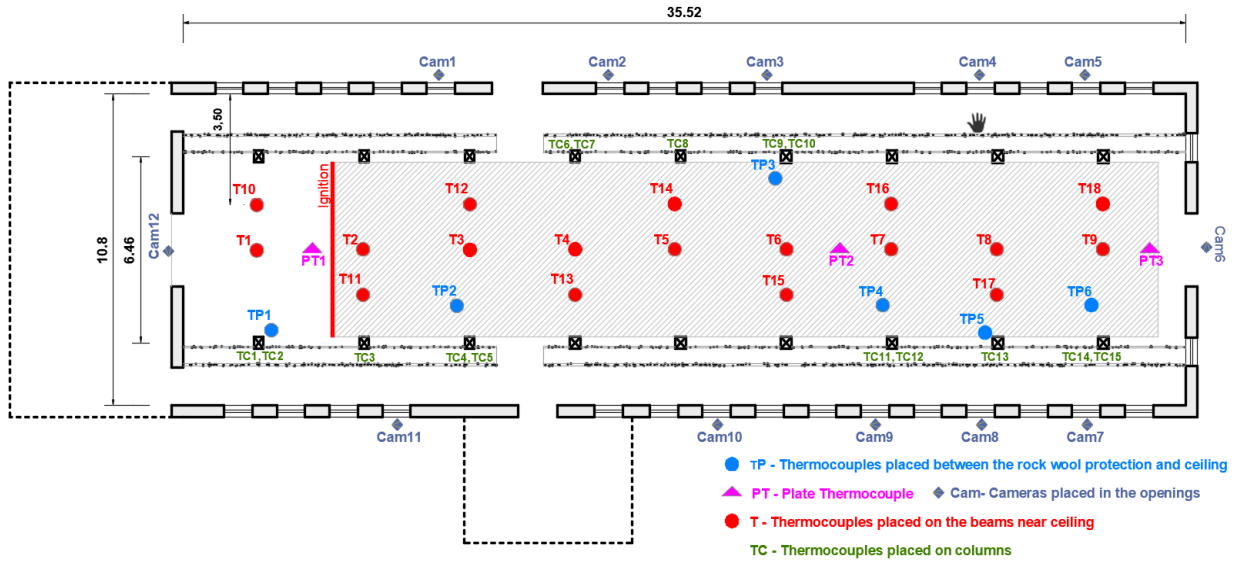 35.52
Cam1
Cam2
Cam3
Cam4
Cam5
3,50
TC6, TC7
TC8
TC9, TC10
TP3
Ignition
T10
T12
T14
T16
T18
10.8
6.46
Cam12
T1
PT1
T2
T3
T4
T5
T6
PT2
T7
T8
T9
PT3
Cam6
T11
T13
T15
T17
TP1
TP2
TP4
TP5
TP6
TC1, TC2
TC3
TC4, TC5
TC11, TC12
TC13
TC14, TC15
Cam11
Cam10
Cam9
Cam8
Cam7
TP - Thermocouples placed between the rock wool protection and ceiling
PT - Plate Thermocouple
Cam- Cameras placed in the openings
T - Thermocouples placed on the beams near ceiling
TC - Thermocouples placed on columns